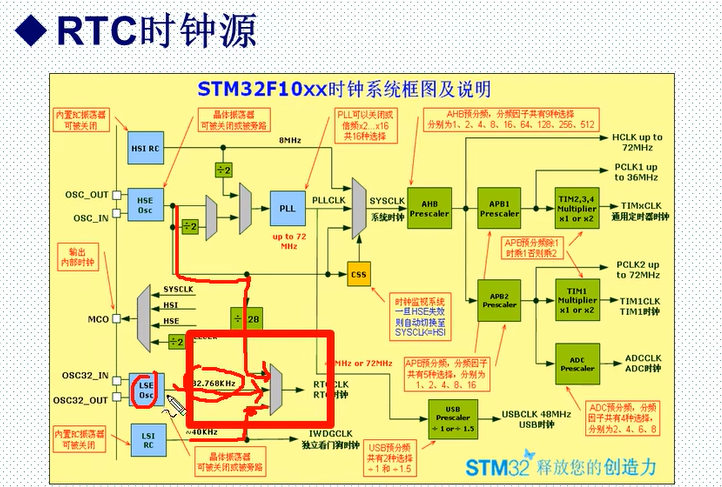 RTC时钟源
STM32F10xx时钟系统框图及说明
内置RC振荡器
可被关闭
晶体振荡器
可被关闭或被旁路
PLL可以关闭或
倍频x2...x16
共16种选择
AHB预分频，分频因子共有9种选择
分别为1、2、4、8、16、64、128、256、512
HSI RC
8MHz
÷2
HCLK up to
72MHz
PCLK1 up
to 36MHz
OSC_OUT
OSC_IN
HSE
Osc
÷2
PLL
PLLCLK
SYSCLK
系统时钟
AHB
Prescaler
APB1
Prescaler
TIM2,3,4
Multiplier
x1 or x2
TIMxCLK
通用定时器时钟
up to 72
MHz
APB预分频除1
时乘1否则乘2
输出
内部时钟
CSS
PCLK2 up
to 72MHz
MCO
SYSCLK
HSI
HSE
÷2
28
时钟监视系统
一旦HSE失效
则自动切换至
SYSCLK=HSI
APB2
Prescaler
TIM1
Multiplier
x1 or x2
TIM1CLK
TIM1时钟
MHz or 72MHz
APB预分频，分频因子
共有5种选择，分别为
1、2、4、8、16
ADC
Prescaler
ADCCLK
ADC时钟
OSC32_IN
OSC32_OUT
LSE
Osc
32.768KHz
RTCCLK
RTC时钟
内置RC振荡器
可被关闭
LSI
RC
~40KHz
IWDGCLK
独立看门狗时钟
USB
Prescaler
÷ 1 or ÷ 1.5
USBCLK 48MHz
USB时钟
ADC预分频，分频
因子共有4种选择，
分别为2、4、6、8
晶体振荡器
可被关闭或被旁路
USB预分频
共有2种选择
÷1 和 ÷1.5
STM32 释放您的创造力